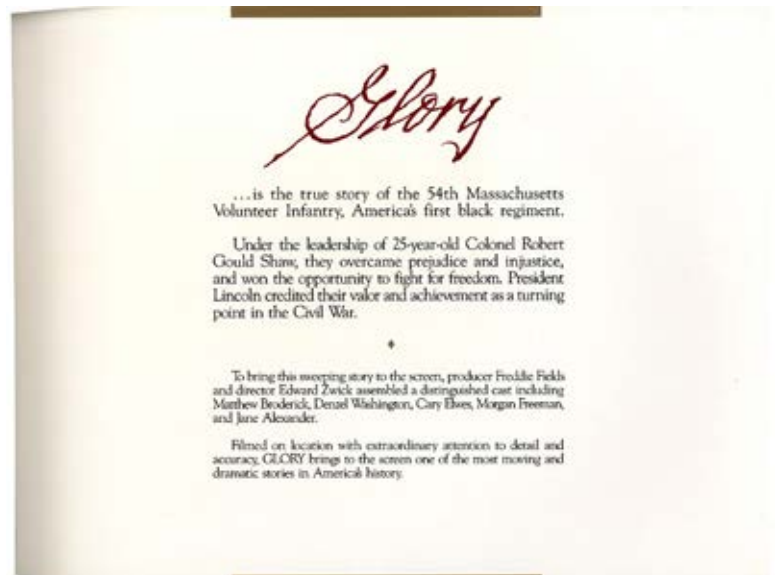 Glory
...is the true story of the 54th Massachusetts
Volunteer Infantry, America's first black regiment.
Under the leadership of 25-year-old Colonel Robert
Gould Shaw, they overcame prejudice and injustice,
and won the opportunity to fight for freedom. President
Lincoln credited their valor and achievement as a turning
point in the Civil War.
To bring this sweeping story to the screen, producer Freddie Fields
and director Edward Zwick assembled a distinguished cast including
Matthew Broderick, Denzel Washington, Cary Elwes, Morgan Freeman,
and Jane Alexander.
Filmed on location with extraordinary attention to detail and
accuracy, GLORY brings to the screen one of the most moving and
dramatic stories in America's history.